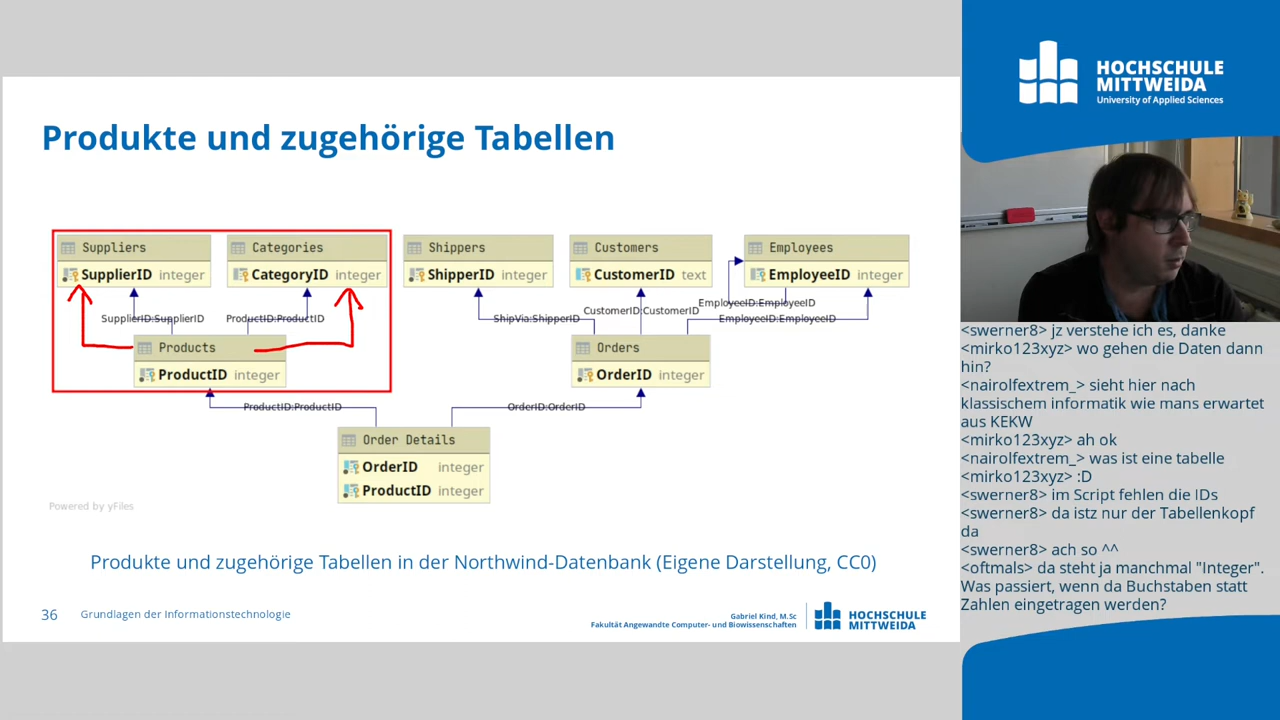 Produkte und zugehörige Tabellen
Suppliers
SupplierID integer
Categories
CategoryID integer
Shippers
ShipperID integer
Customers
CustomerID text
Employees
EmployeeID integer
SupplierID:SupplierID
ProductID:ProductID
ShipVia:ShipperID
CustomerID:CustomerID
EmployeeID:EmployeeID
EmployeeID:EmployeeID
Products
ProductID integer
Orders
OrderID integer
ProductID:ProductID
OrderID:OrderID
Order Details
OrderID integer
ProductID integer
Powered by yFiles
Produkte und zugehörige Tabellen in der Northwind-Datenbank (Eigene Darstellung, CC0)
36 Grundlagen der Informationstechnologie
Gabriel Kind, M.Sc
Fakultät Angewandte Computer- und Biowissenschaften
HOCHSCHULE
MITTWEIDA
HOCHSCHULE
MITTWEIDA
University of Applied Sciences
<swerner8> jz verstehe ich es, danke
<mirko123xyz> wo gehen die Daten dann
hin?
<nairolfextrem_> sieht hier nach
klassischem informatik wie mans erwartet
aus KEKW
<mirko123xyz> ah ok
<nairolfextrem_> was ist eine tabelle
<mirko123xyz> :D
<swerner8> im Script fehlen die IDs
<swerner8> da istz nur der Tabellenkopf
da
<swerner8> ach so ^^
<oftmals> da steht ja manchmal "Integer".
Was passiert, wenn da Buchstaben statt
Zahlen eingetragen werden?